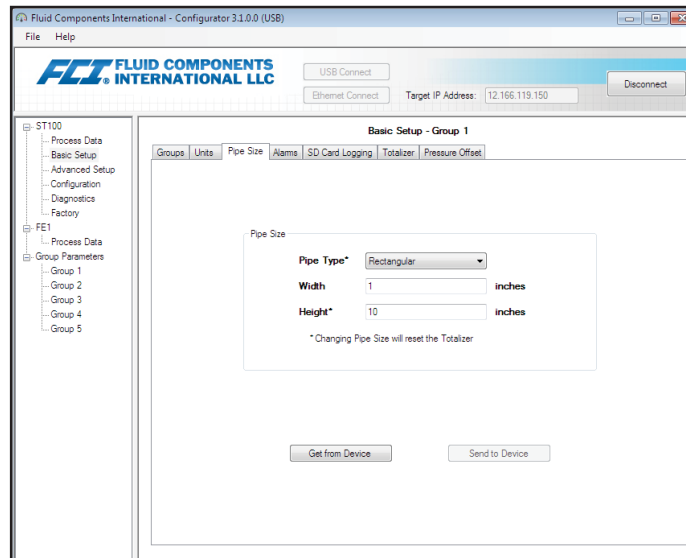 Fluid Components International - Configurator 3.1.0.0 (USB)
File Help
FCI. FLUID COMPONENTS
INTERNATIONAL LLC
USB Connect
Ethernet Connect Target IP Address: 12.166.119.150
Disconnect
ST100
Process Data
Basic Setup
Advanced Setup
Configuration
Diagnostics
Factory
FE1
Process Data
Group Parameters
Group 1
Group 2
Group 3
Group 4
Group 5
Basic Setup - Group 1
Groups Units Pipe Size Alarms SD Card Logging Totalizer Pressure Offset
Pipe Size
Pipe Type* Rectangular
Width 1 inches
Height* 10 inches
* Changing Pipe Size will reset the Totalizer
Get from Device Send to Device